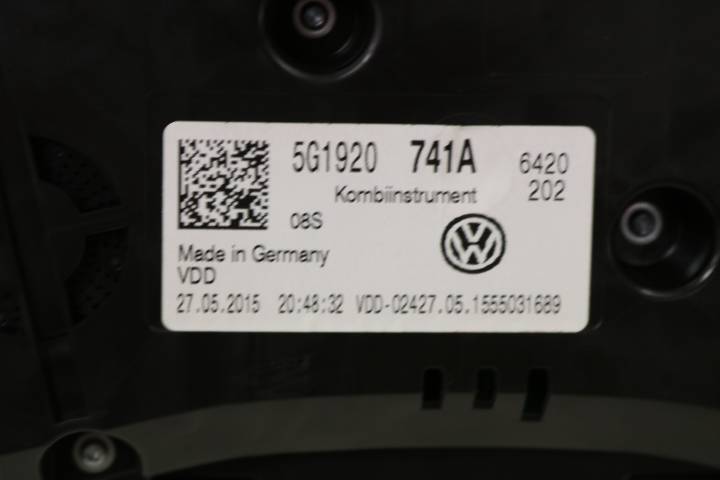 5G1920 741A 6420
Kombiinstrument 202
08S
Made in Germany
VDD
27.05.2015 20:48:32 VDD-02427.05.1555031689